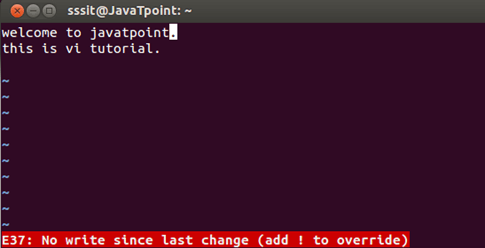 sssit@JavaTpoint: ~
welcome to javatpoint.
this is vi tutorial.
~
~
~
~
~
~
~
~
~
~
E37: No write since last change (add ! to override)